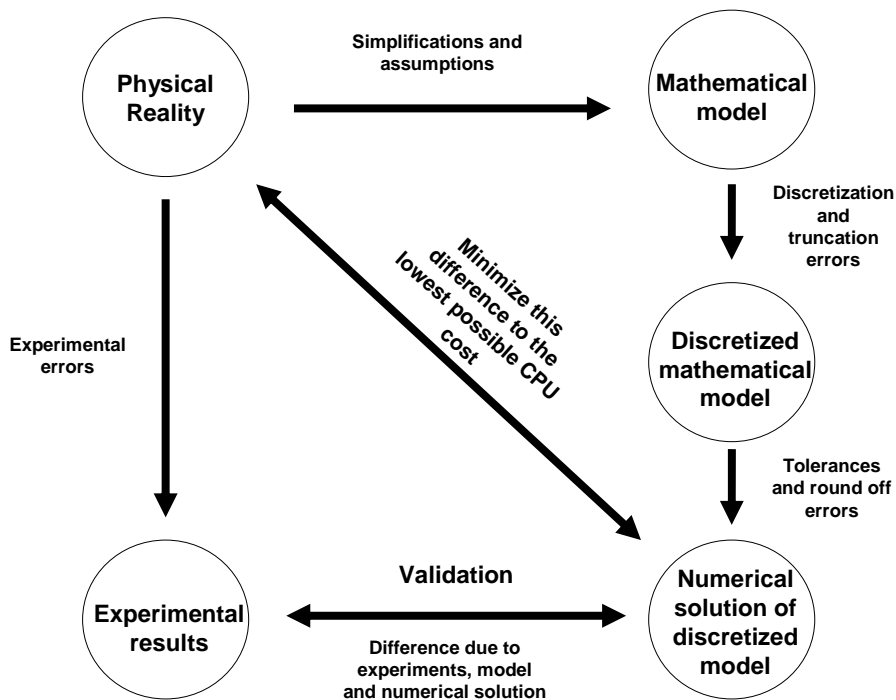 Simplifications and
assumptions
Physical
Reality
Mathematical
model
Discretization
and
truncation
errors
Minimize this
difference to the
lowest possible CPU
cost
Experimental
errors
Discretized
mathematical
model
Tolerances
and round off
errors
Validation
Experimental
results
Numerical
solution of
discretized
model
Difference due to
experiments, model
and numerical solution